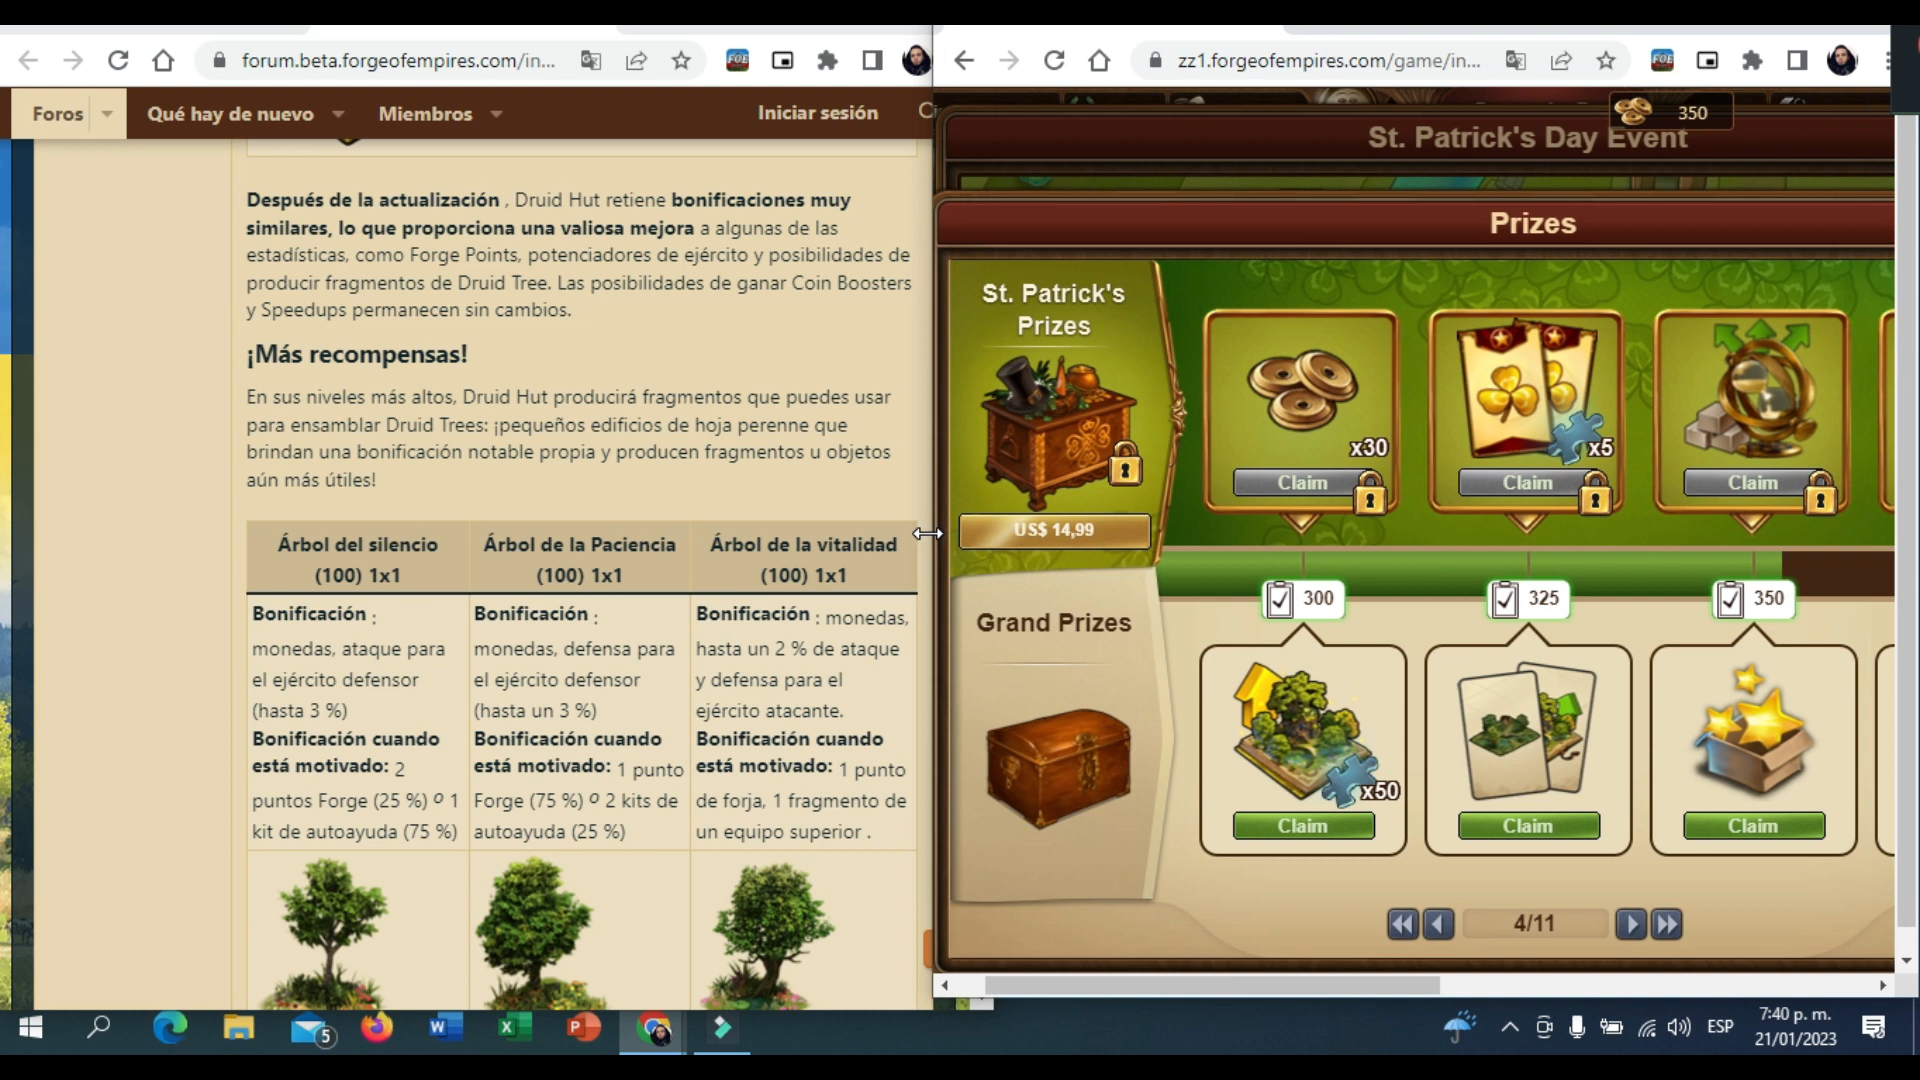 forum.beta.forgeofempires.com/in...
Foros
Qué hay de nuevo
Miembros
Iniciar sesión
Después de la actualización , Druid Hut retiene bonificaciones muy
similares, lo que proporciona una valiosa mejora a algunas de las
estadísticas, como Forge Points, potenciadores de ejército y posibilidades de
producir fragmentos de Druid Tree. Las posibilidades de ganar Coin Boosters
y Speedups permanecen sin cambios.
¡Más recompensas!
En sus niveles más altos, Druid Hut producirá fragmentos que puedes usar
para ensamblar Druid Trees: ¡pequeños edificios de hoja perenne que
brindan una bonificación notable propia y producen fragmentos u objetos
aún más útiles!
Árbol del silencio
(100) 1x1
Árbol de la Paciencia
(100) 1x1
Árbol de la vitalidad
(100) 1x1
Bonificación :
monedas, ataque para
el ejército defensor
(hasta 3 %)
Bonificación cuando
está motivado: 2
puntos Forge (25 %) o 1
kit de autoayuda (75 %)
Bonificación :
monedas, defensa para
el ejército defensor
(hasta un 3 %)
Bonificación cuando
está motivado: 1 punto
Forge (75 %) o 2 kits de
autoayuda (25 %)
Bonificación : monedas,
hasta un 2 % de ataque
y defensa para el
ejército atacante.
Bonificación cuando
está motivado: 1 punto
de forja, 1 fragmento de
un equipo superior .
zz1.forgeofempires.com/game/in...
350
St. Patrick's Day Event
Prizes
St. Patrick's
Prizes
US$ 14,99
x30
Claim
x5
Claim
Claim
300
325
350
Grand Prizes
x50
Claim
Claim
Claim
4/11
5
ESP
7:40 p. m.
21/01/2023